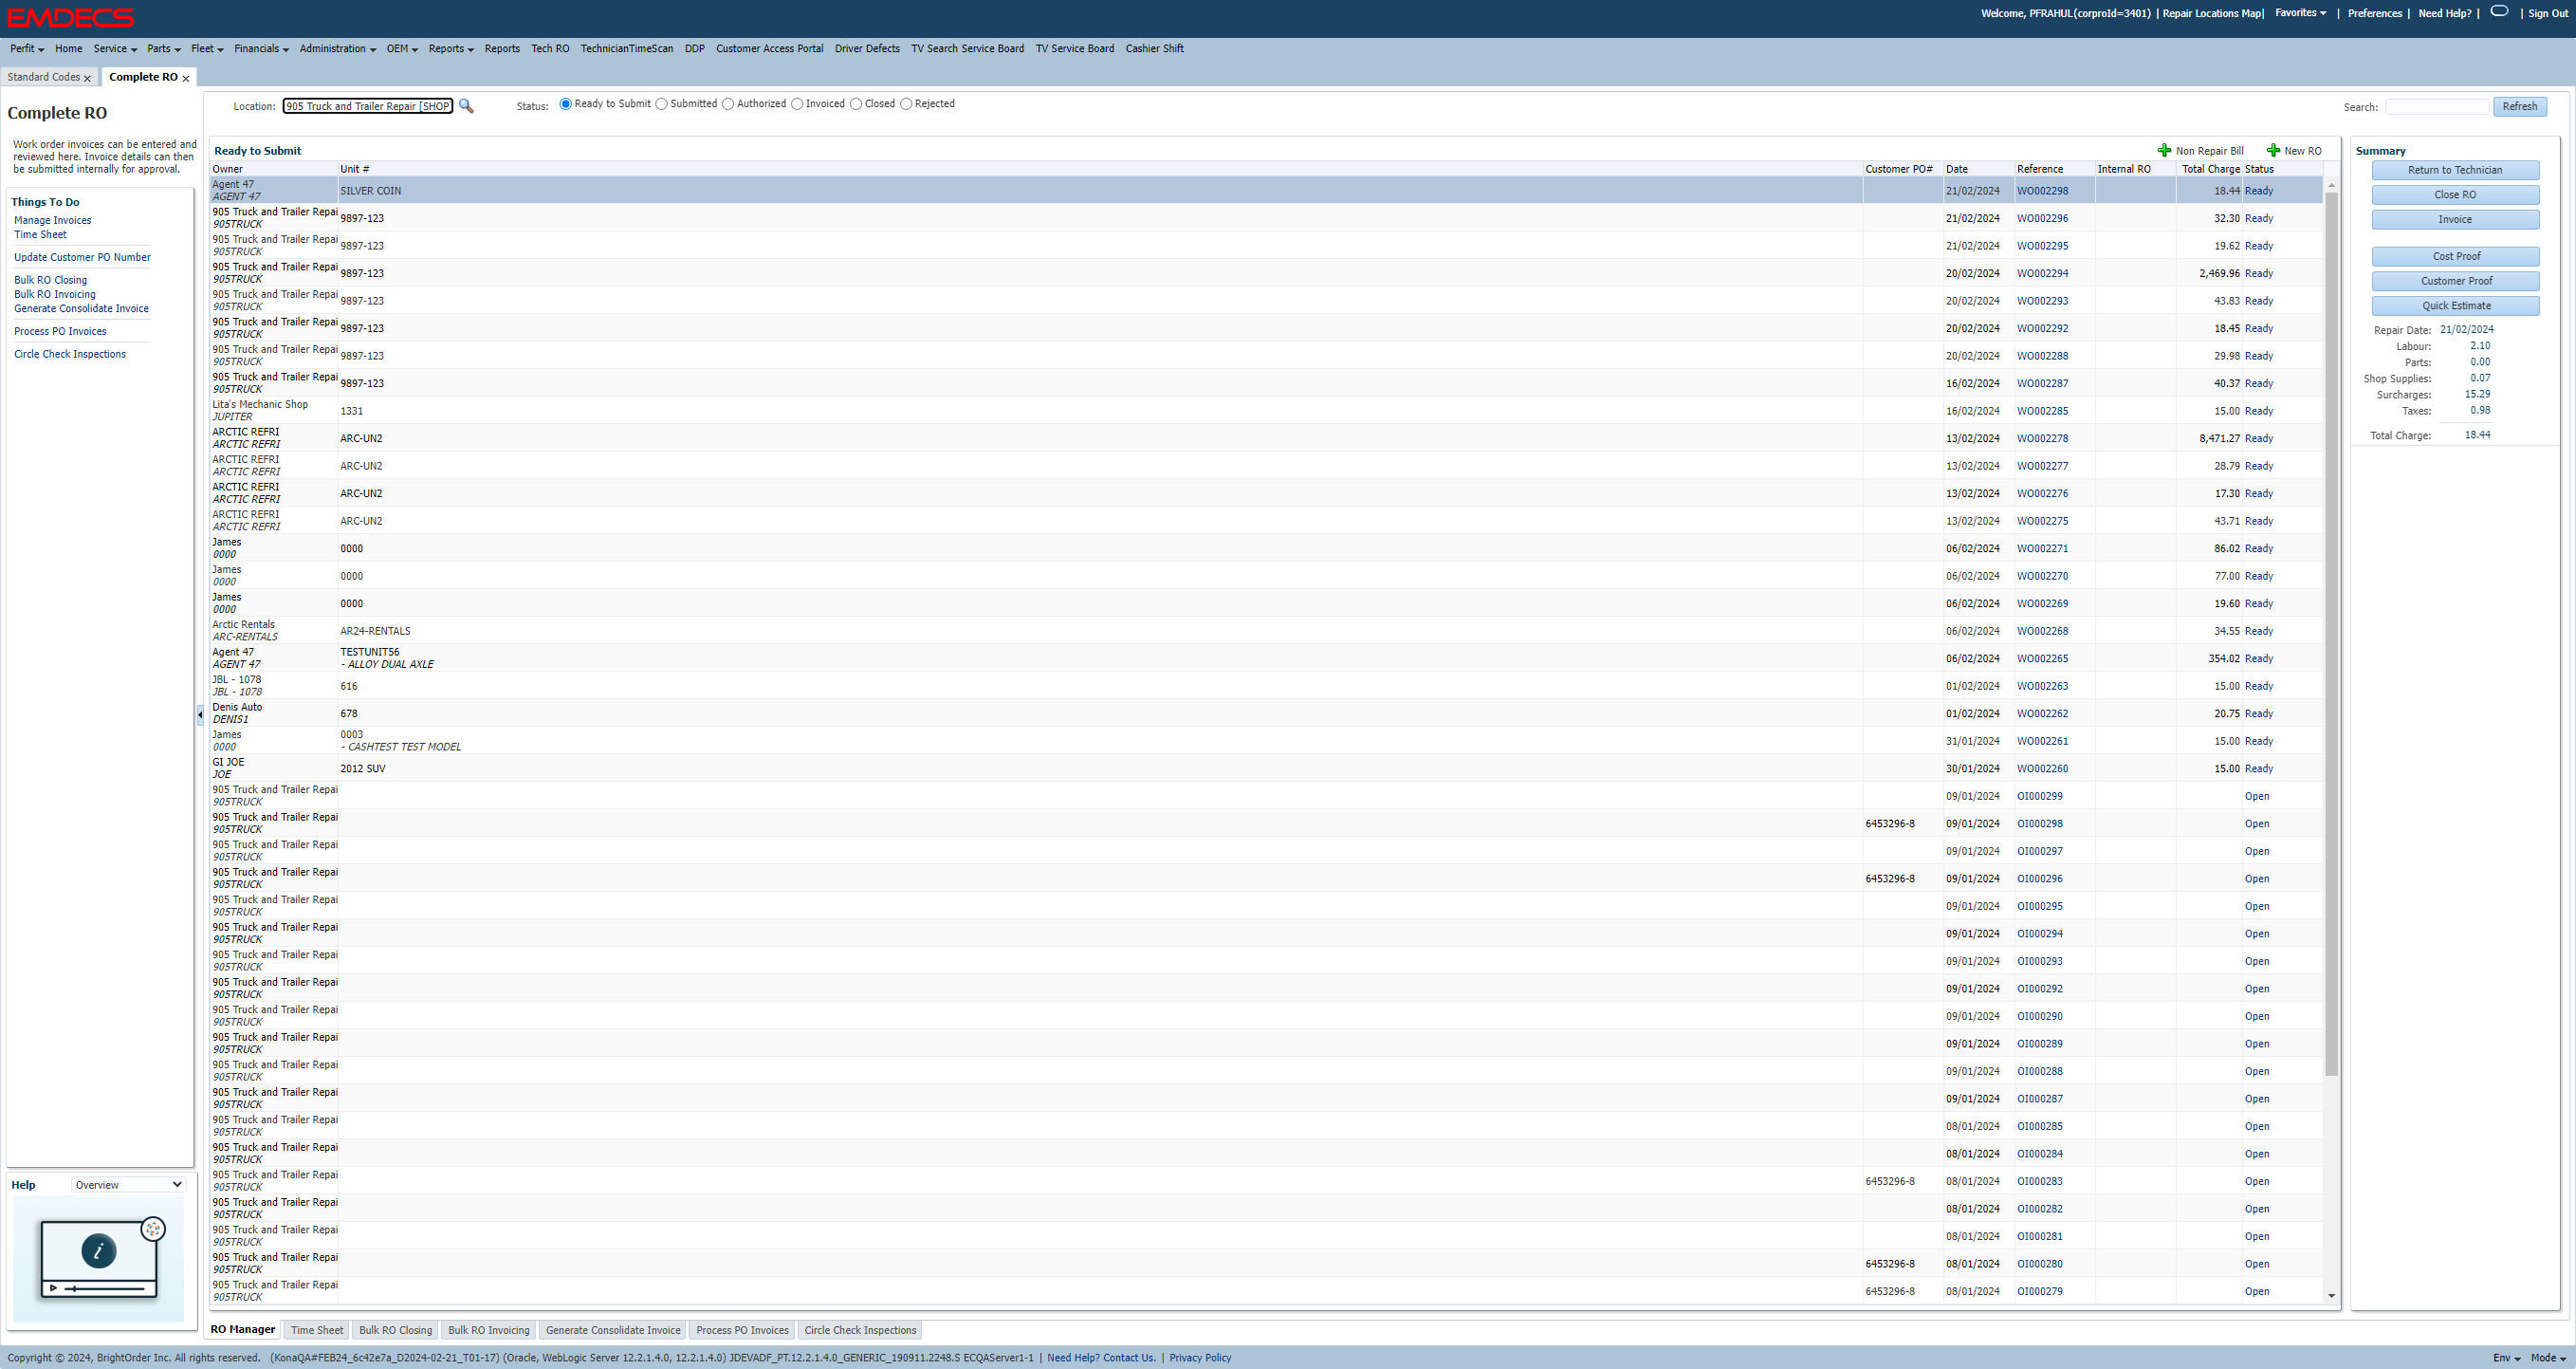 EMDECS
Welcome, PFRAHUL(corproId=3401) | Repair Locations Map| Favorites | Preferences | Need Help? | | Sign Out
Perfit Home Service Parts Fleet Financials Administration OEM Reports Reports Tech RO TechnicianTimeScan DDP Customer Access Portal Driver Defects TV Search Service Board TV Service Board Cashier Shift
Standard Codes x Complete RO x
Complete RO
Work order invoices can be entered and
reviewed here. Invoice details can then
be submitted internally for approval.
Things To Do
Manage Invoices
Time Sheet
Update Customer PO Number
Bulk RO Closing
Bulk RO Invoicing
Generate Consolidate Invoice
Process PO Invoices
Circle Check Inspections
Help Overview
i
Location: 905 Truck and Trailer Repair [SHOP Status: Ready to Submit Submitted Authorized Invoiced Closed Rejected Search: Refresh
Ready to Submit Non Repair Bill New RO
Owner Unit # Customer PO# Date Reference Internal RO Total Charge Status
Agent 47
AGENT 47 SILVER COIN 21/02/2024 WO002298 18.44 Ready
905 Truck and Trailer Repai
905TRUCK 9897-123 21/02/2024 WO002296 32.30 Ready
905 Truck and Trailer Repai
905TRUCK 9897-123 21/02/2024 WO002295 19.62 Ready
905 Truck and Trailer Repai
905TRUCK 9897-123 20/02/2024 WO002294 2,469.96 Ready
905 Truck and Trailer Repai
905TRUCK 9897-123 20/02/2024 WO002293 43.83 Ready
905 Truck and Trailer Repai
905TRUCK 9897-123 20/02/2024 WO002292 18.45 Ready
905 Truck and Trailer Repai
905TRUCK 9897-123 20/02/2024 WO002288 29.98 Ready
905 Truck and Trailer Repai
905TRUCK 9897-123 16/02/2024 WO002287 40.37 Ready
Lita's Mechanic Shop
JUPITER 1331 16/02/2024 WO002285 15.00 Ready
ARCTIC REFRI
ARCTIC REFRI ARC-UN2 13/02/2024 WO002278 8,471.27 Ready
ARCTIC REFRI
ARCTIC REFRI ARC-UN2 13/02/2024 WO002277 28.79 Ready
ARCTIC REFRI
ARCTIC REFRI ARC-UN2 13/02/2024 WO002276 17.30 Ready
ARCTIC REFRI
ARCTIC REFRI ARC-UN2 13/02/2024 WO002275 43.71 Ready
James
0000 0000 06/02/2024 WO002271 86.02 Ready
James
0000 0000 06/02/2024 WO002270 77.00 Ready
James
0000 0000 06/02/2024 WO002269 19.60 Ready
Arctic Rentals
ARC-RENTALS AR24-RENTALS 06/02/2024 WO002268 34.55 Ready
Agent 47 TESTUNIT56
AGENT 47 - ALLOY DUAL AXLE 06/02/2024 WO002265 354.02 Ready
JBL - 1078
JBL - 1078 616 01/02/2024 WO002263 15.00 Ready
Denis Auto
DENIS1 678 01/02/2024 WO002262 20.75 Ready
James 0003
0000 - CASHTEST TEST MODEL 31/01/2024 WO002261 15.00 Ready
GI JOE
JOE 2012 SUV 30/01/2024 WO002260 15.00 Ready
905 Truck and Trailer Repai
905TRUCK 09/01/2024 OI000299 Open
905 Truck and Trailer Repai
905TRUCK 6453296-8 09/01/2024 OI000298 Open
905 Truck and Trailer Repai
905TRUCK 09/01/2024 OI000297 Open
905 Truck and Trailer Repai
905TRUCK 6453296-8 09/01/2024 OI000296 Open
905 Truck and Trailer Repai
905TRUCK 09/01/2024 OI000295 Open
905 Truck and Trailer Repai
905TRUCK 09/01/2024 OI000294 Open
905 Truck and Trailer Repai
905TRUCK 09/01/2024 OI000293 Open
905 Truck and Trailer Repai
905TRUCK 09/01/2024 OI000292 Open
905 Truck and Trailer Repai
905TRUCK 09/01/2024 OI000290 Open
905 Truck and Trailer Repai
905TRUCK 09/01/2024 OI000289 Open
905 Truck and Trailer Repai
905TRUCK 09/01/2024 OI000288 Open
905 Truck and Trailer Repai
905TRUCK 09/01/2024 OI000287 Open
905 Truck and Trailer Repai
905TRUCK 08/01/2024 OI000285 Open
905 Truck and Trailer Repai
905TRUCK 08/01/2024 OI000284 Open
905 Truck and Trailer Repai
905TRUCK 6453296-8 08/01/2024 OI000283 Open
905 Truck and Trailer Repai
905TRUCK 08/01/2024 OI000282 Open
905 Truck and Trailer Repai
905TRUCK 08/01/2024 OI000281 Open
905 Truck and Trailer Repai
905TRUCK 6453296-8 08/01/2024 OI000280 Open
905 Truck and Trailer Repai
905TRUCK 6453296-8 08/01/2024 OI000279 Open
Summary
Return to Technician
Close RO
Invoice
Cost Proof
Customer Proof
Quick Estimate
Repair Date: 21/02/2024
Labour: 2.10
Parts: 0.00
Shop Supplies: 0.07
Surcharges: 15.29
Taxes: 0.98
Total Charge: 18.44
RO Manager Time Sheet Bulk RO Closing Bulk RO Invoicing Generate Consolidate Invoice Process PO Invoices Circle Check Inspections
Copyright © 2024, BrightOrder Inc. All rights reserved. (KonaQA#FEB24_6c42e7a_D2024-02-21_T01-17) (Oracle, WebLogic Server 12.2.1.4.0, 12.2.1.4.0) JDEVADF_PT.12.2.1.4.0_GENERIC_190911.2248.S ECQAServer1-1 | Need Help? Contact Us. | Privacy Policy Env Mode